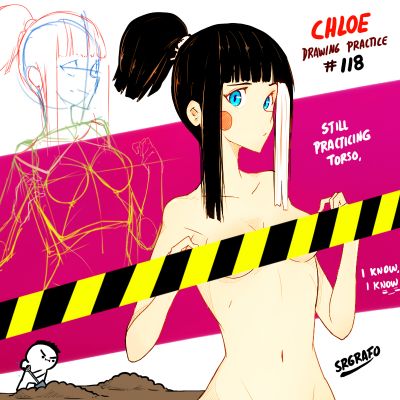 CHLOE
DRAWING PRACTICE
#118
STILL
PRACTICING
TORSO,
I KNOW,
I KNOW
SRGRAFO